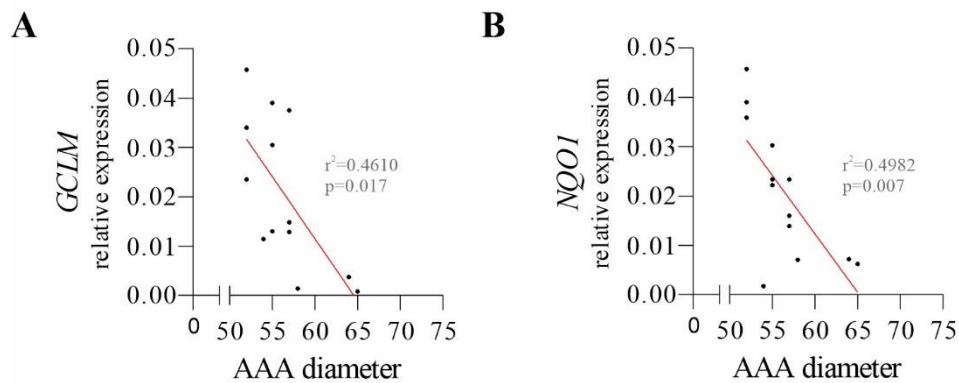 A
GCLM
relative expression
0.05
0.04
0.03
0.02
0.01
0.00
r²=0.4610
p=0.017
0 50 55 60 65 70 75
AAA diameter
B
NQO1
relative expression
0.05
0.04
0.03
0.02
0.01
0.00
r²=0.4982
p=0.007
0 50 55 60 65 70 75
AAA diameter